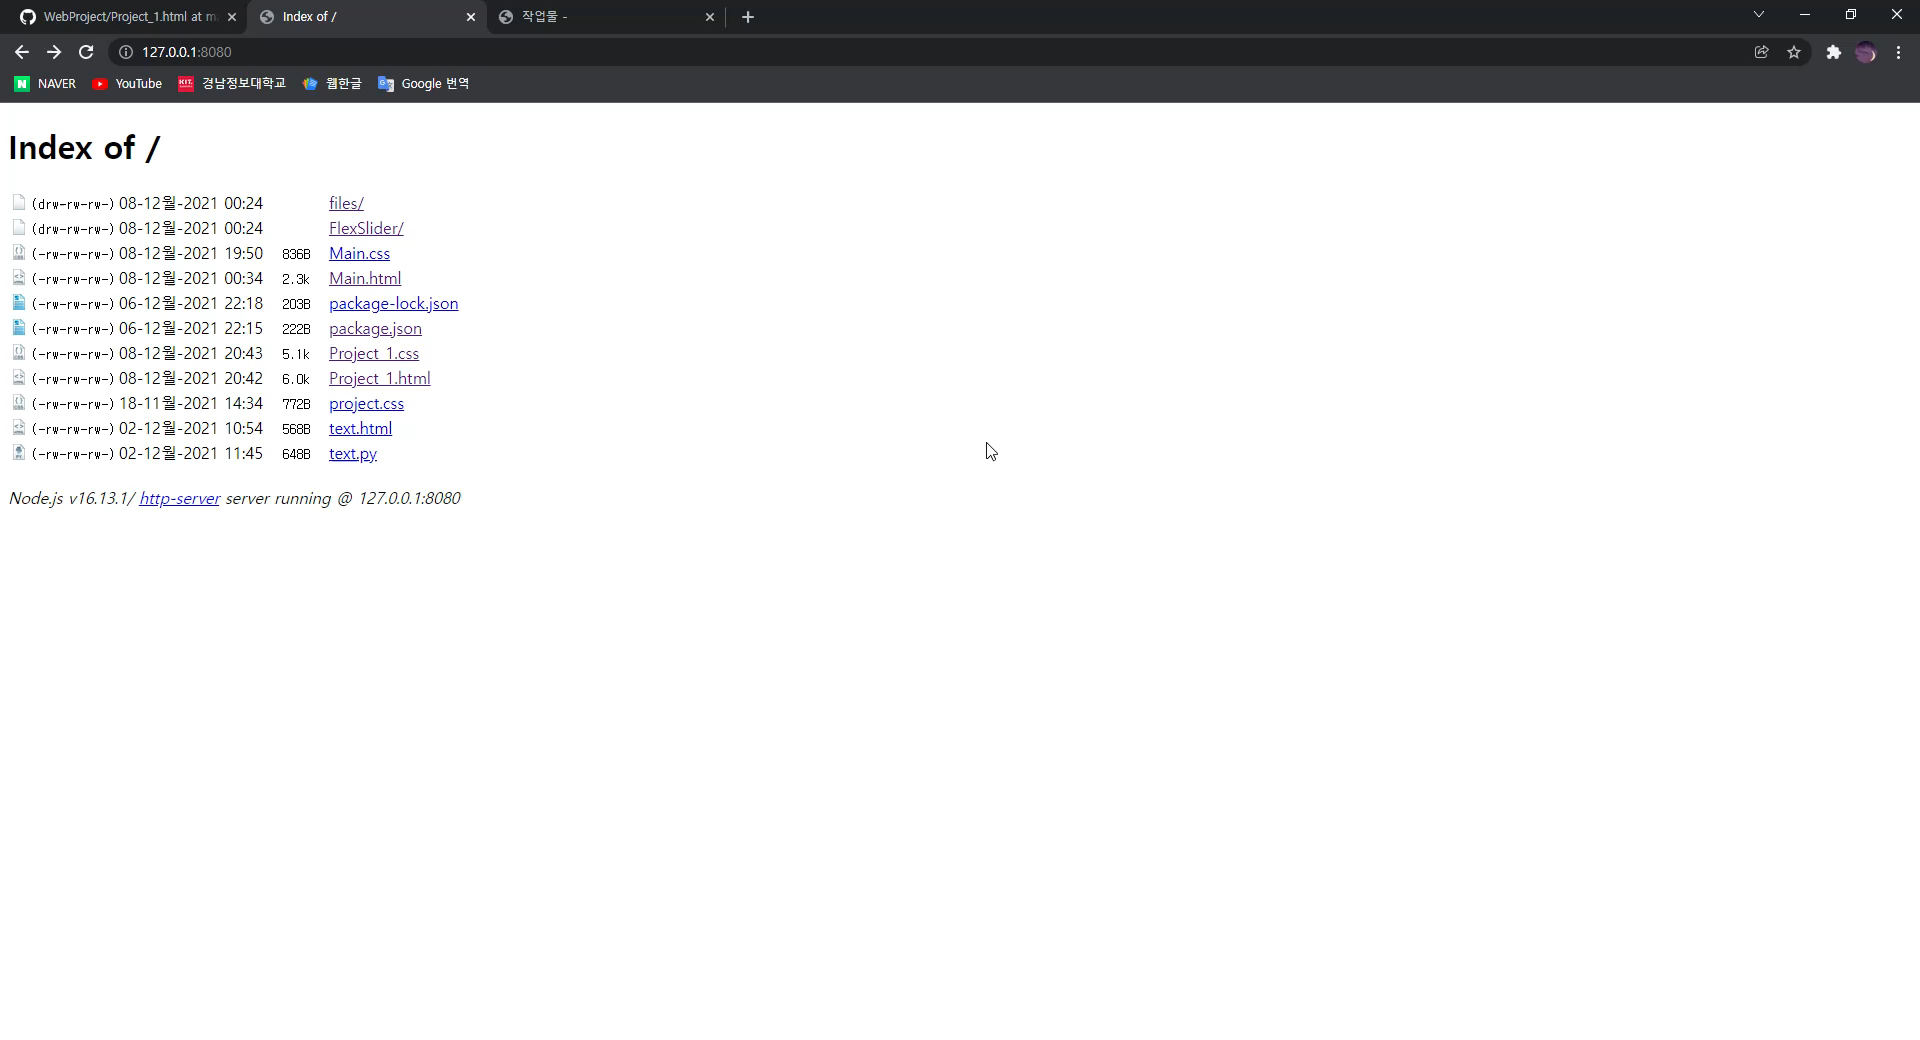 WebProject/Project_1.html at m
Index of /
작업물 -
127.0.0.1:8080
NAVER YouTube 경남정보대학교 웹한글 Google 번역
Index of /
(drw-rw-rw-) 08-12월-2021 00:24 files/
(drw-rw-rw-) 08-12월-2021 00:24 FlexSlider/
(-rw-rw-rw-) 08-12월-2021 19:50 836B Main.css
(-rw-rw-rw-) 08-12월-2021 00:34 2.3k Main.html
(-rw-rw-rw-) 06-12월-2021 22:18 203B package-lock.json
(-rw-rw-rw-) 06-12월-2021 22:15 222B package.json
(-rw-rw-rw-) 08-12월-2021 20:43 5.1k Project_1.css
(-rw-rw-rw-) 08-12월-2021 20:42 6.0k Project_1.html
(-rw-rw-rw-) 18-11월-2021 14:34 772B project.css
(-rw-rw-rw-) 02-12월-2021 10:54 568B text.html
(-rw-rw-rw-) 02-12월-2021 11:45 648B text.py
Node.js v16.13.1/ http-server server running @ 127.0.0.1:8080